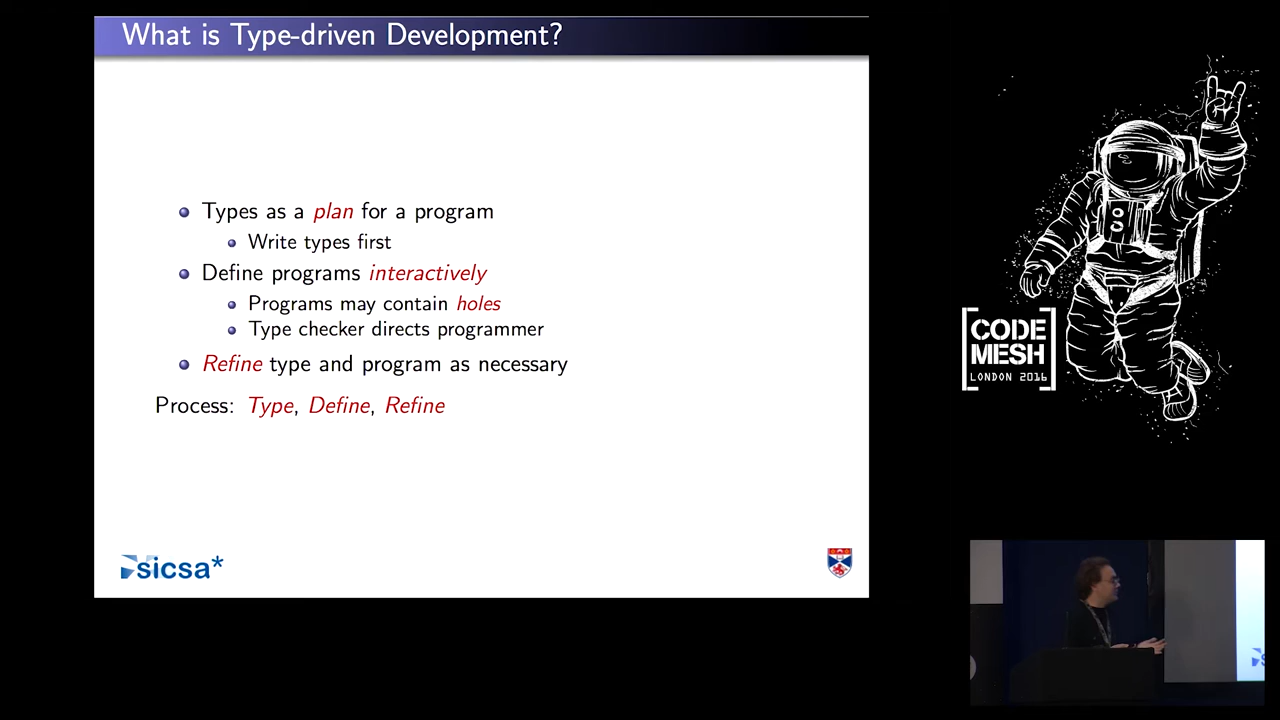 What is Type-driven Development?
Types as a plan for a program
Write types first
Define programs interactively
Programs may contain holes
Type checker directs programmer
Refine type and program as necessary
Process: Type, Define, Refine
sicsa*
CODE
MESH
LONDON 2016